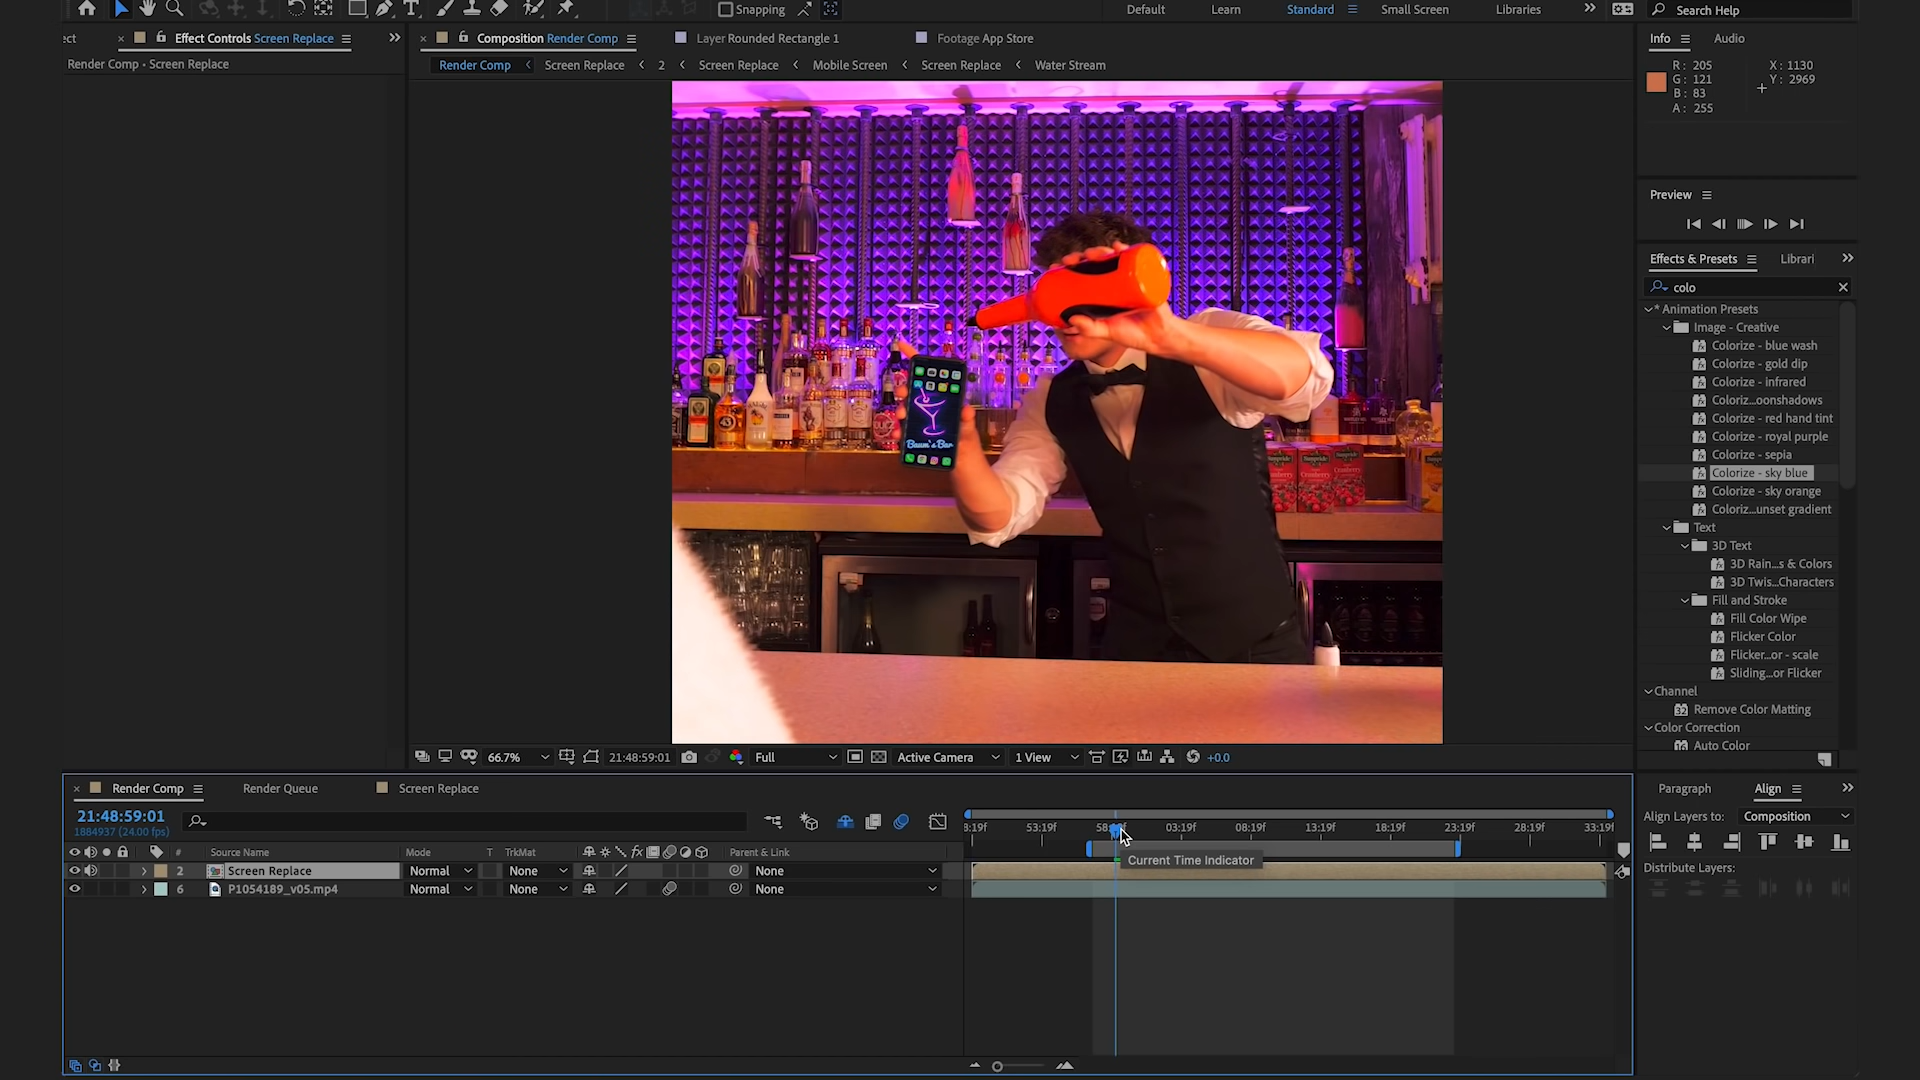 Snapping
Default
Learn
Standard
Small Screen
Libraries
Search Help
ect
Effect Controls Screen Replace
Composition Render Comp
Layer Rounded Rectangle 1
Footage App Store
Info
Audio
Render Comp • Screen Replace
Render Comp
Screen Replace
2
Screen Replace
Mobile Screen
Screen Replace
Water Stream
R: 205
G: 121
B: 83
A: 255
X: 1130
Y: 2969
Preview
Effects & Presets
Librari
colo
* Animation Presets
Image - Creative
Colorize - blue wash
Colorize - gold dip
Colorize - infrared
Coloriz...oonshadows
Colorize - red hand tint
Colorize - royal purple
Colorize - sepia
Colorize - sky blue
Colorize - sky orange
Coloriz...unset gradient
Text
3D Text
3D Rain...s & Colors
3D Twis...Characters
Fill and Stroke
Fill Color Wipe
Flicker Color
Flicker...or - scale
Sliding...or Flicker
Channel
32 Remove Color Matting
Color Correction
Auto Color
Baum's Bar
66.7%
21:48:59:01
Full
Active Camera
1 View
+0.0
Render Comp
Render Queue
Screen Replace
Paragraph
Align
21:48:59:01
1884937 (24.00 fps)
Align Layers to:
Composition
Distribute Layers:
53:19f
03:19f
08:19f
13:19f
18:19f
23:19f
28:19f
33:19f
Current Time Indicator
#
Source Name
Mode
T
TrkMat
Parent & Link
2
Screen Replace
Normal
None
None
6
P1054189_v05.mp4
Normal
None
None